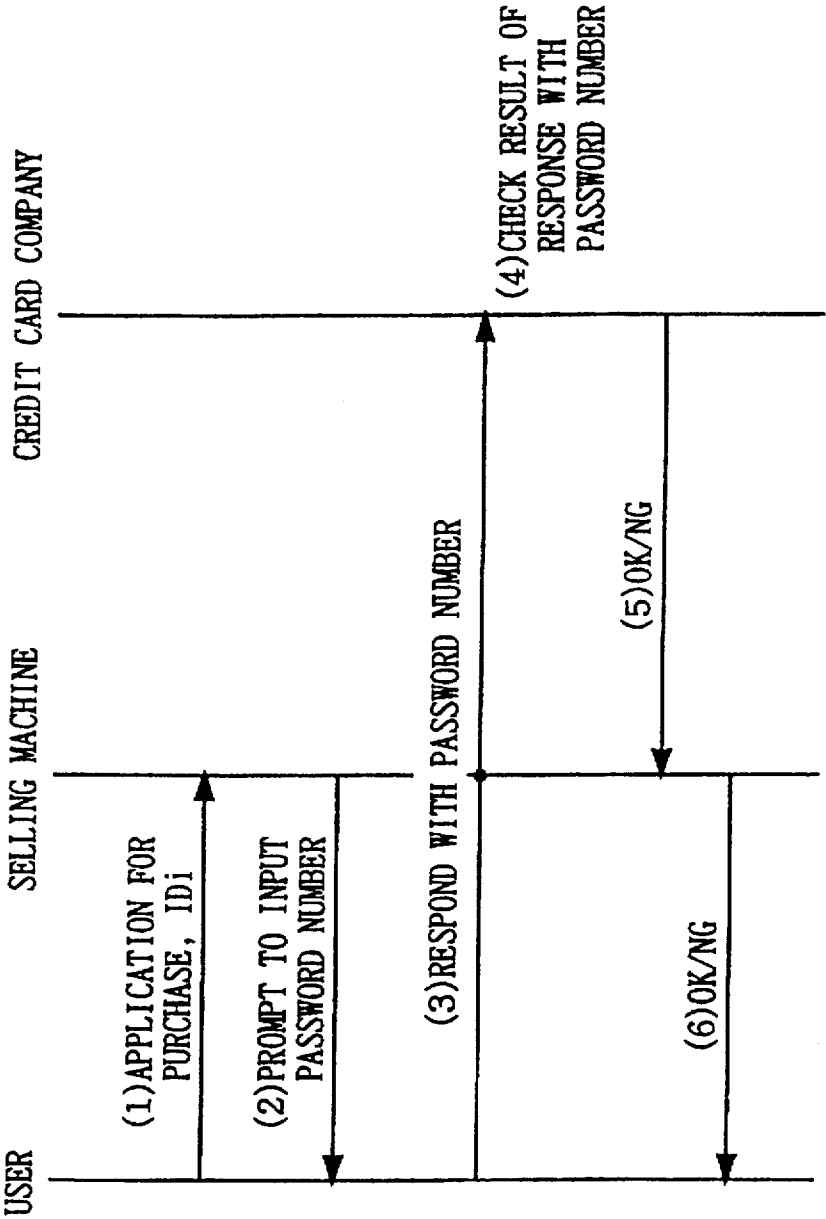 USER
SELLING MACHINE
CREDIT CARD COMPANY
(1)APPLICATION FOR
PURCHASE, IDi
(2)PROMPT TO INPUT
PASSWORD NUMBER
(3)RESPOND WITH PASSWORD NUMBER
(4)CHECK RESULT OF
RESPONSE WITH
PASSWORD NUMBER
(5)OK/NG
(6)OK/NG